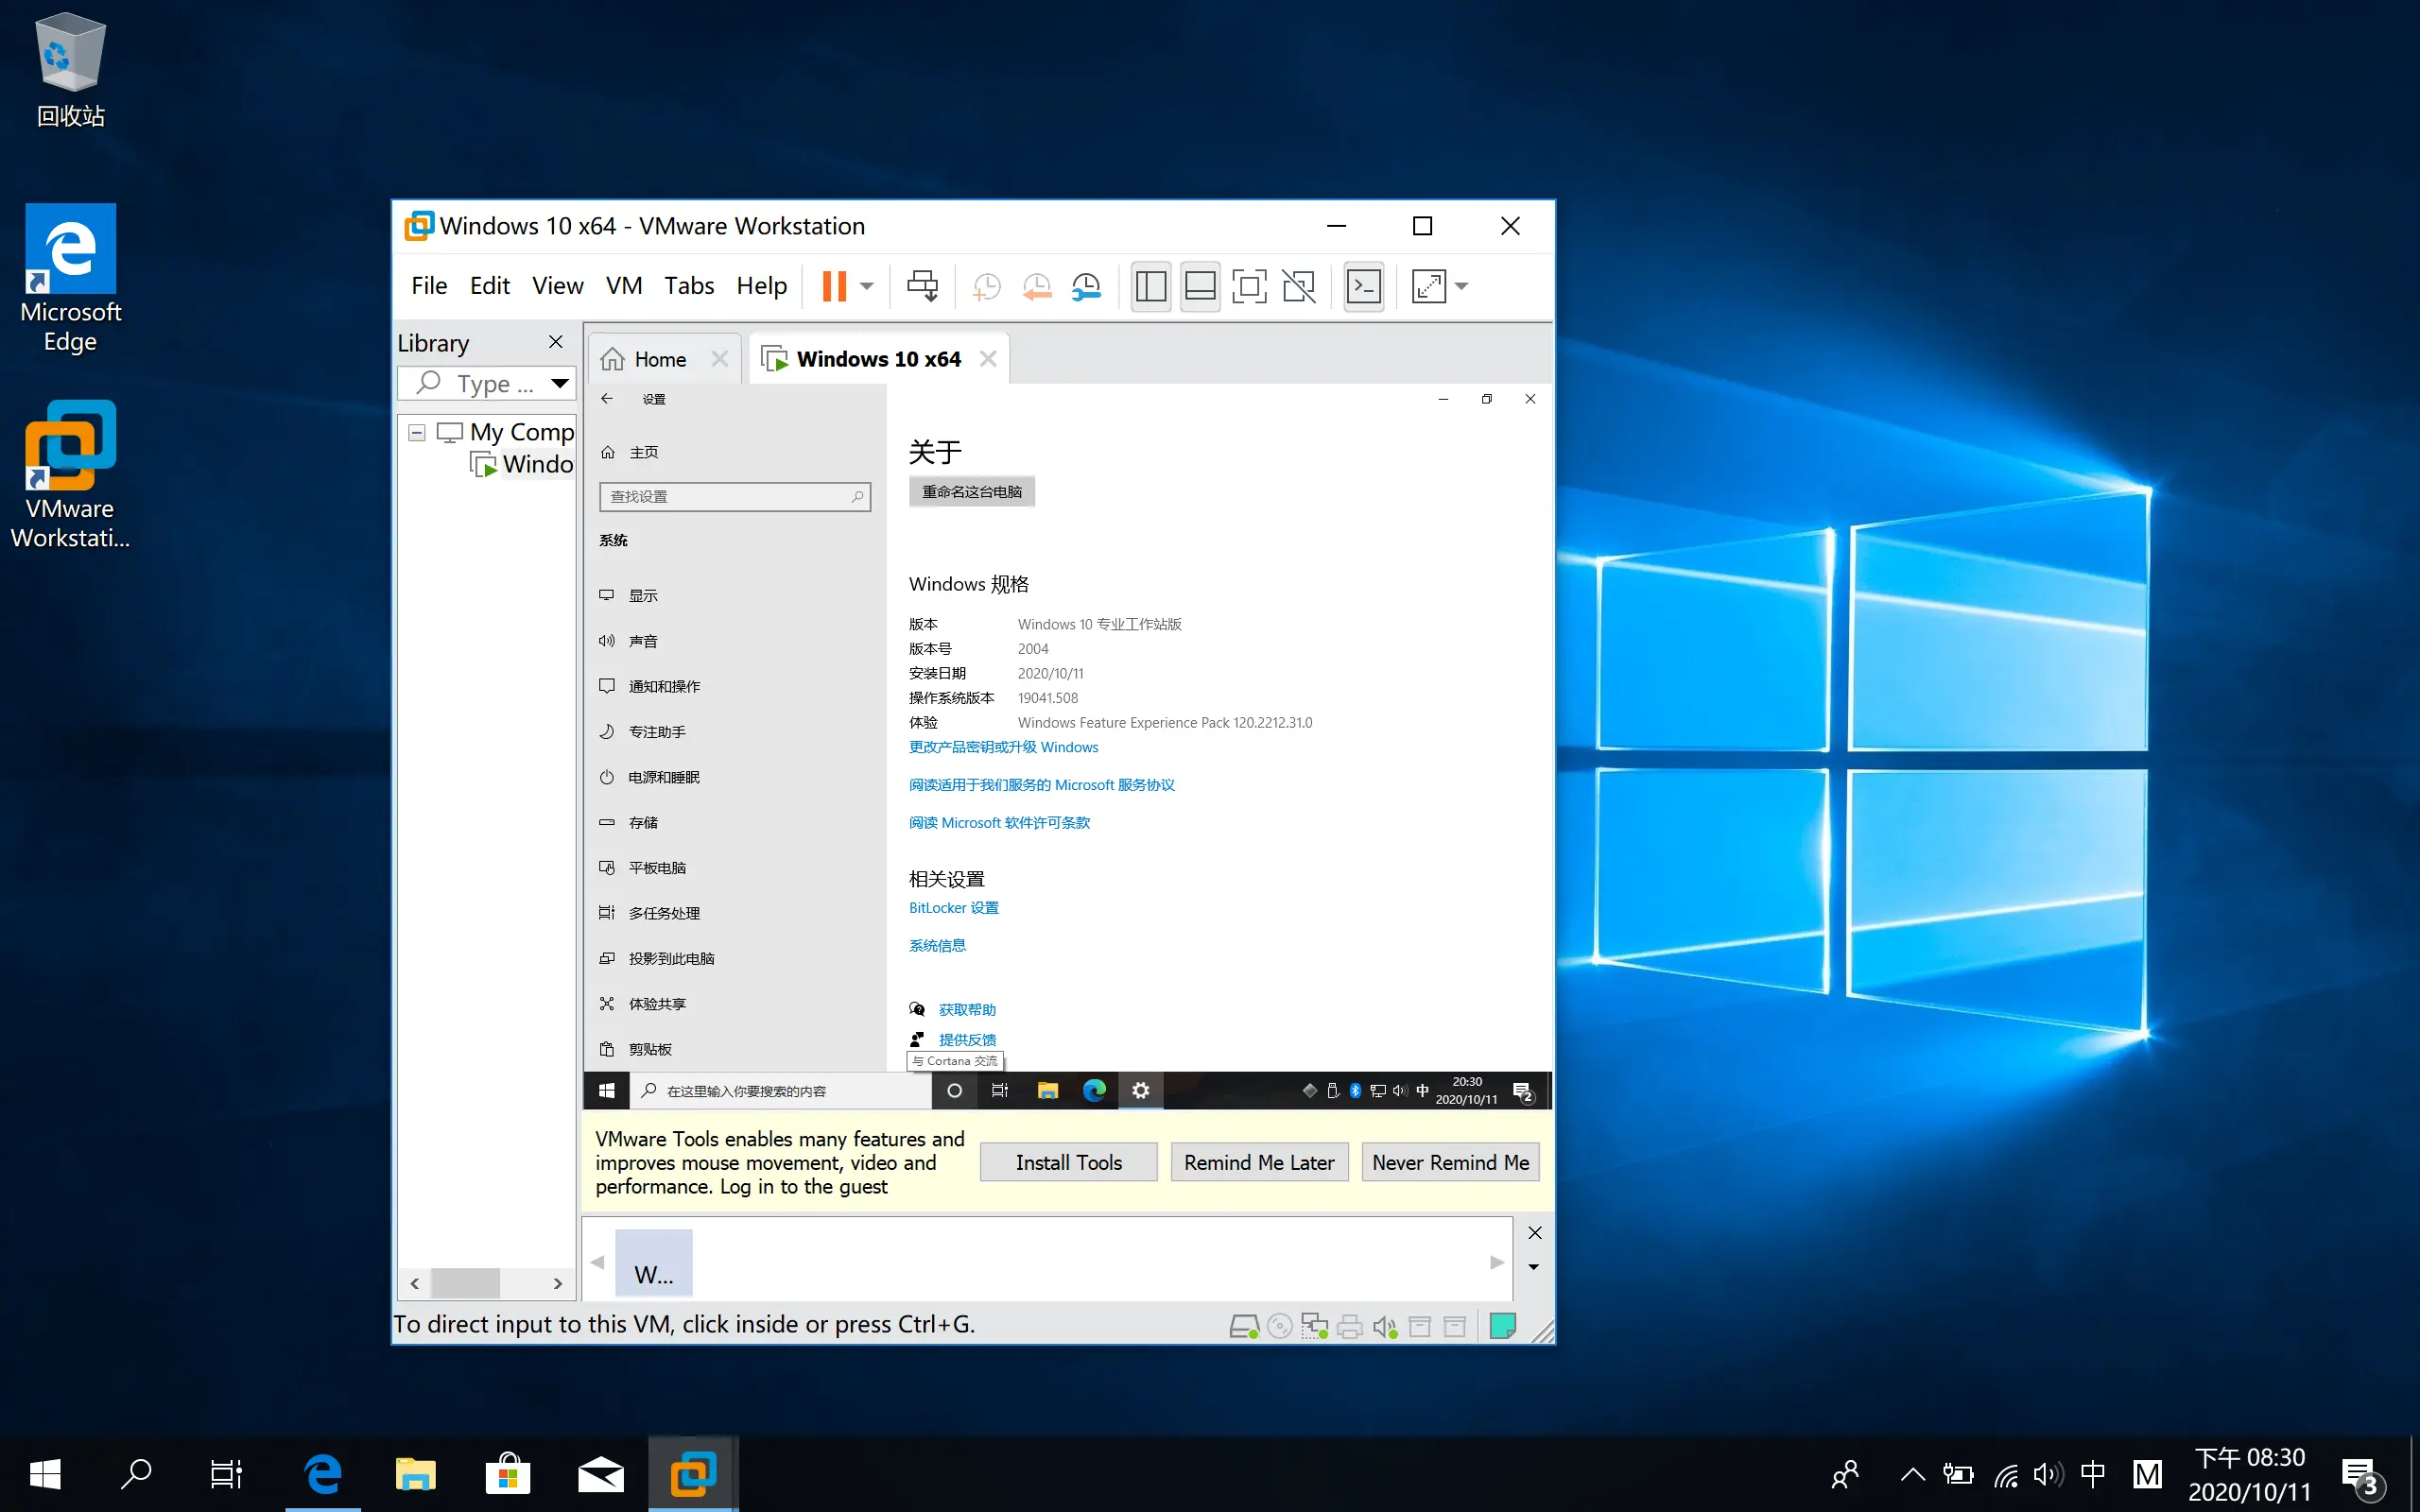 回收站
Microsoft
Edge
VMware
Workstati...
Windows 10 x64 - VMware Workstation
File Edit View VM Tabs Help
Library
Type ...
My Comp
Windo
Home
Windows 10 x64
设置
主页
查找设置
系统
显示
声音
通知和操作
专注助手
电源和睡眠
存储
平板电脑
多任务处理
投影到此电脑
体验共享
剪贴板
关于
重命名这台电脑
Windows 规格
版本 Windows 10 专业工作站版
版本号 2004
安装日期 2020/10/11
操作系统版本 19041.508
体验 Windows Feature Experience Pack 120.2212.31.0
更改产品密钥或升级 Windows
阅读适用于我们服务的 Microsoft 服务协议
阅读 Microsoft 软件许可条款
相关设置
BitLocker 设置
系统信息
获取帮助
提供反馈
与 Cortana 交流
在这里输入你要搜索的内容
中
20:30
2020/10/11
2
VMware Tools enables many features and
improves mouse movement, video and
performance. Log in to the guest
Install Tools
Remind Me Later
Never Remind Me
W...
To direct input to this VM, click inside or press Ctrl+G.
中
M
下午 08:30
2020/10/11
3